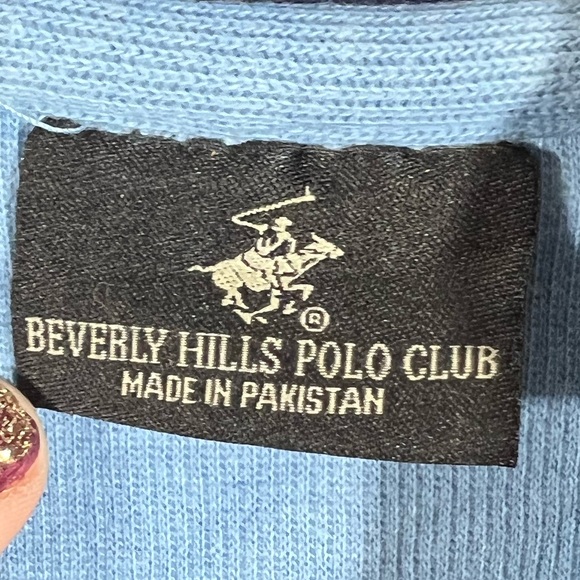 ®
BEVERLY HILLS POLO CLUB
MADE IN PAKISTAN